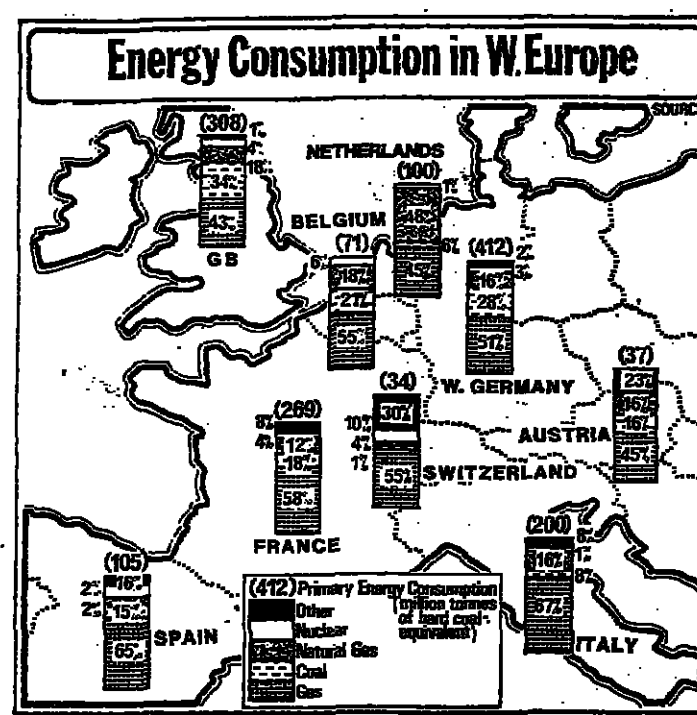 Energy Consumption in W. Europe
SOURC
(308)
1%
4%
18%
34%
43%
GB
NETHERLANDS
(100)
1%
48%
6%
45%
BELGIUM
(71)
6%
18%
21%
55%
(412)
2%
3%
16%
28%
51%
W. GERMANY
(37)
23%
16%
16%
45%
AUSTRIA
(34)
30%
10%
4%
1%
55%
SWITZERLAND
(269)
8%
4%
12%
18%
58%
FRANCE
(200)
8%
1%
16%
8%
67%
ITALY
(105)
16%
2%
2%
15%
65%
SPAIN
(412) Primary Energy Consumption
(million tonnes
of hard coal-
equivalent)
Other
Nuclear
Natural Gas
Coal
Gas